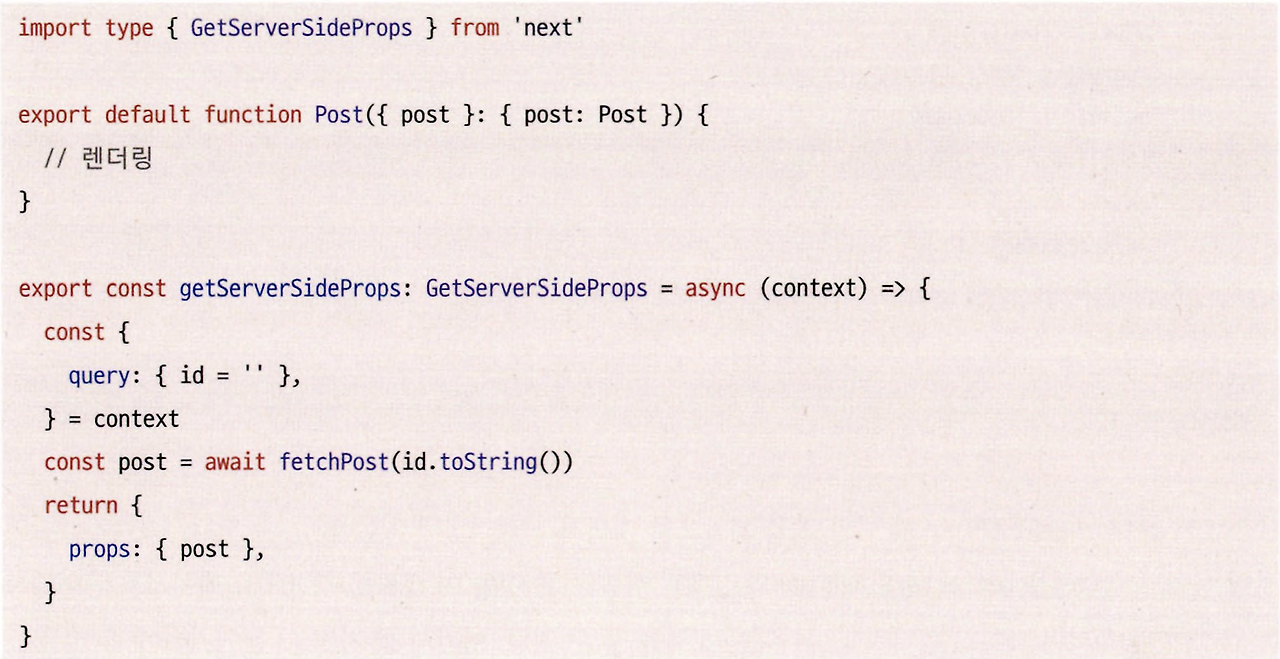 import type { GetServerSideProps } from 'next'
export default function Post({ post }: { post: Post }) {
// 렌더링
}
export const getServerSideProps: GetServerSideProps = async (context) => {
const {
query: { id = '' },
} = context
const post = await fetchPost(id.toString())
return {
props: { post },
}
}